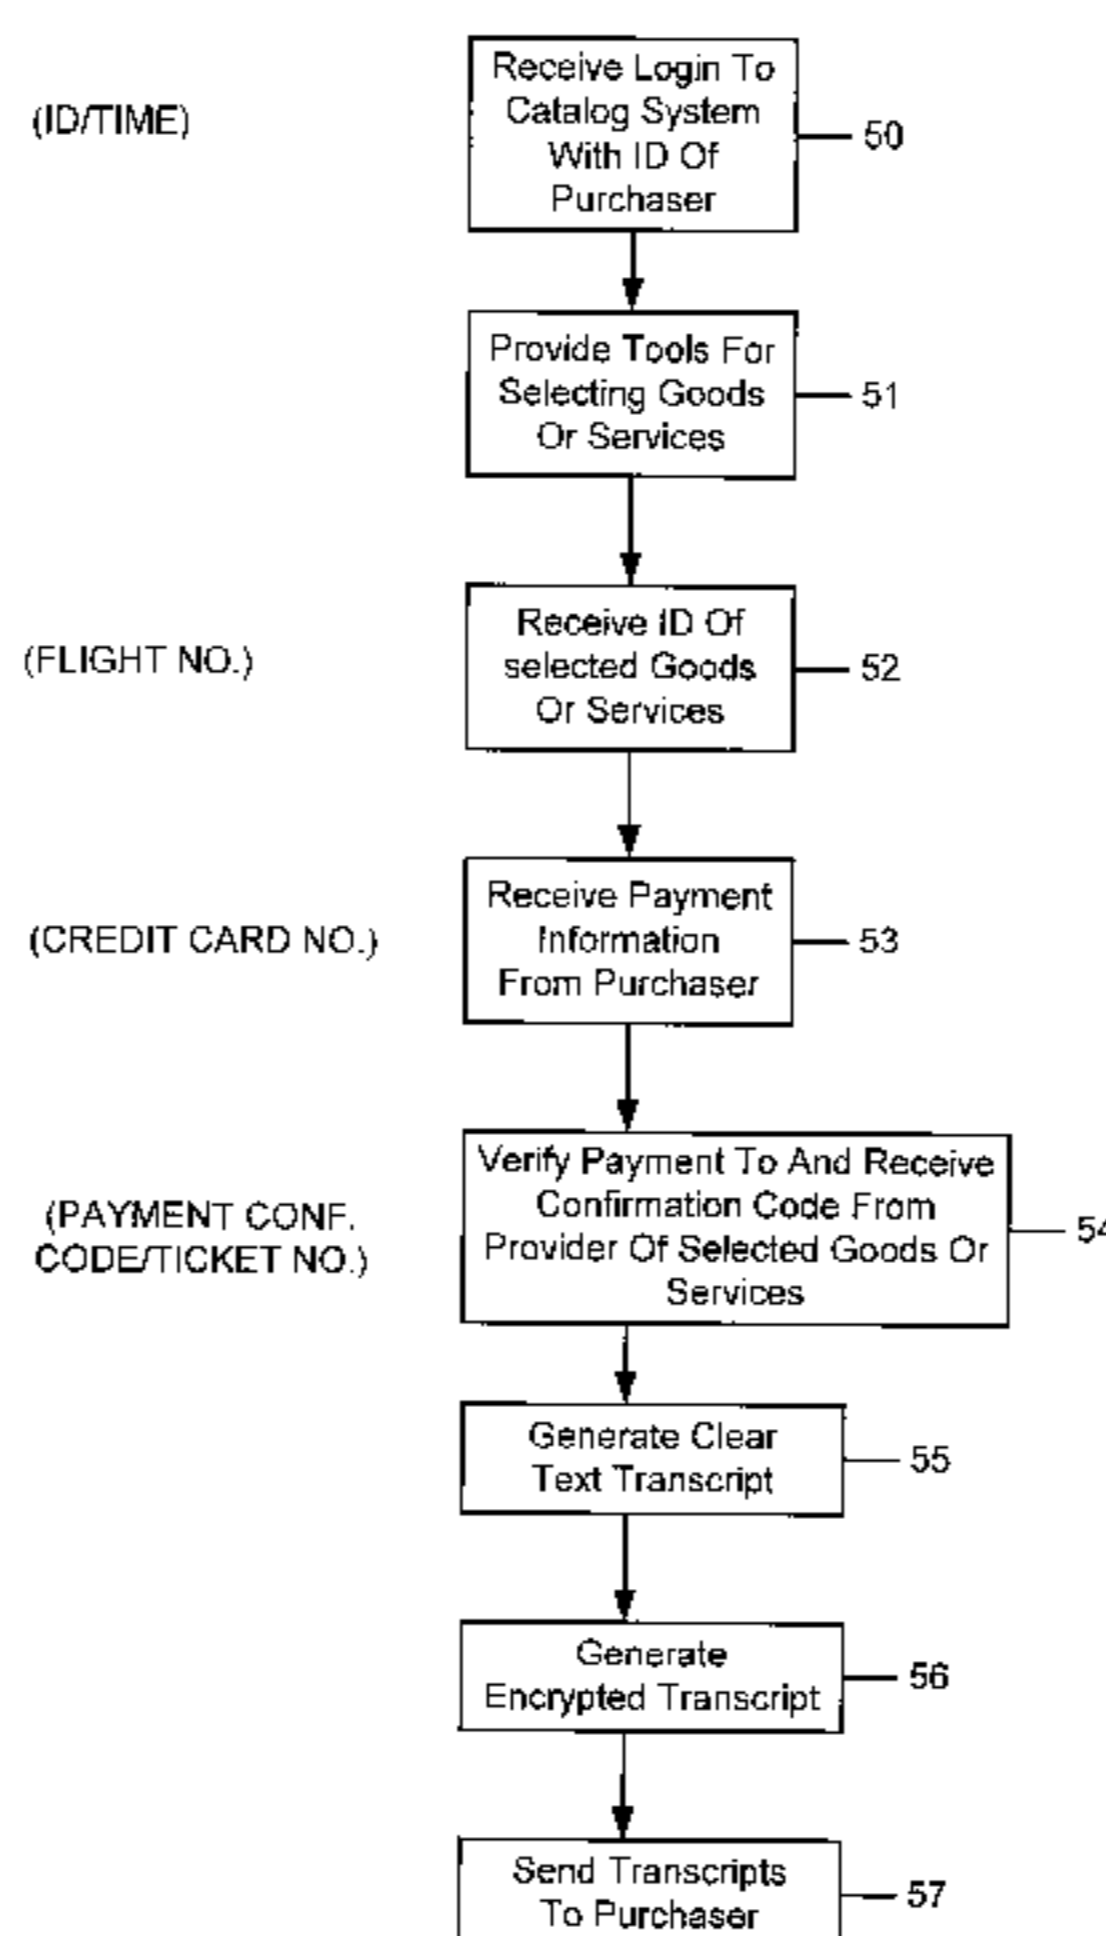 (ID/TIME)
Receive Login To
Catalog System
With ID Of
Purchaser
50
Provide Tools For
Selecting Goods
Or Services
51
(FLIGHT NO.)
Receive ID Of
selected Goods
Or Services
52
(CREDIT CARD NO.)
Receive Payment
Information
From Purchaser
53
(PAYMENT CONF.
CODE/TICKET NO.)
Verify Payment To And Receive
Confirmation Code From
Provider Of Selected Goods Or
Services
54
Generate Clear
Text Transcript
55
Generate
Encrypted Transcript
56
Send Transcripts
To Purchaser
57